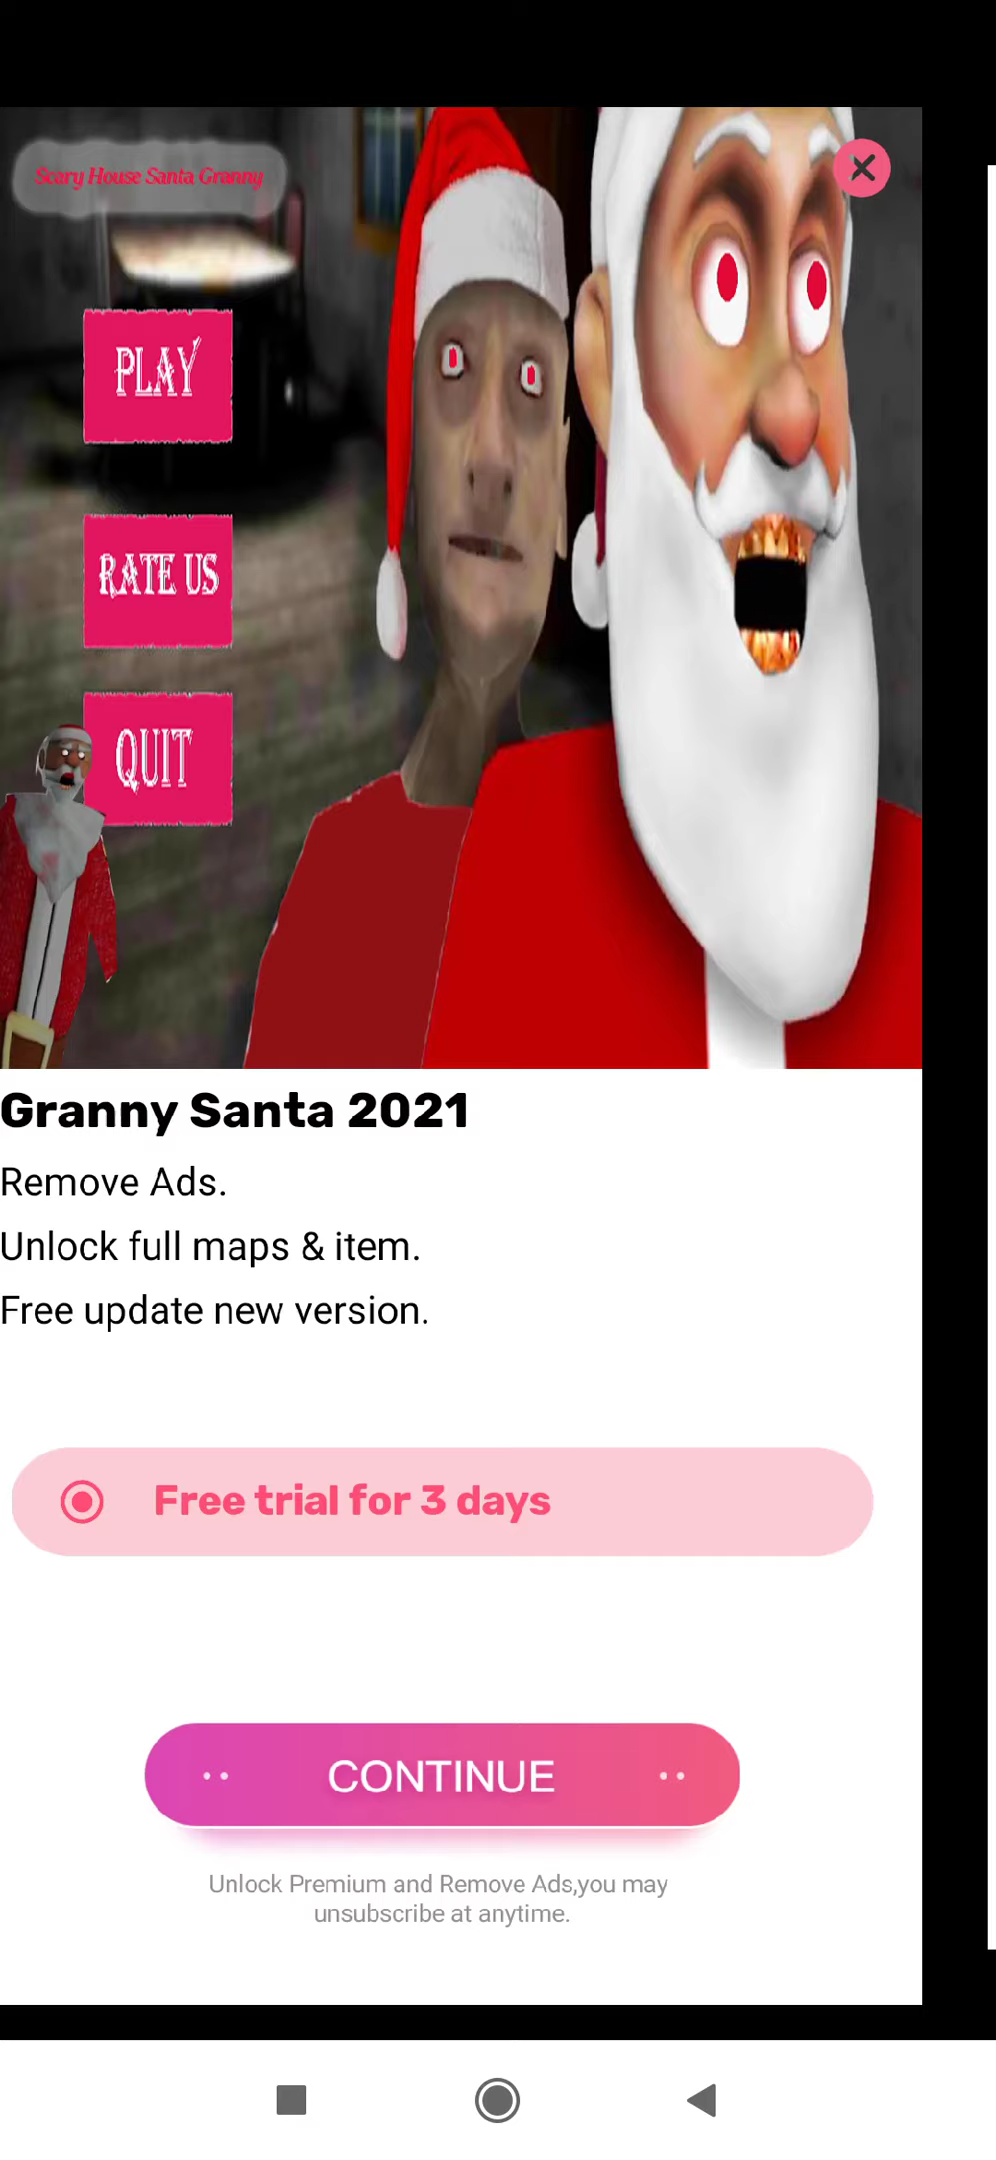 Scary House Santa Granny
PLAY
RATE US
QUIT
Granny Santa 2021
Remove Ads.
Unlock full maps & item.
Free update new version.
Free trial for 3 days
CONTINUE
Unlock Premium and Remove Ads,you may
unsubscribe at anytime.